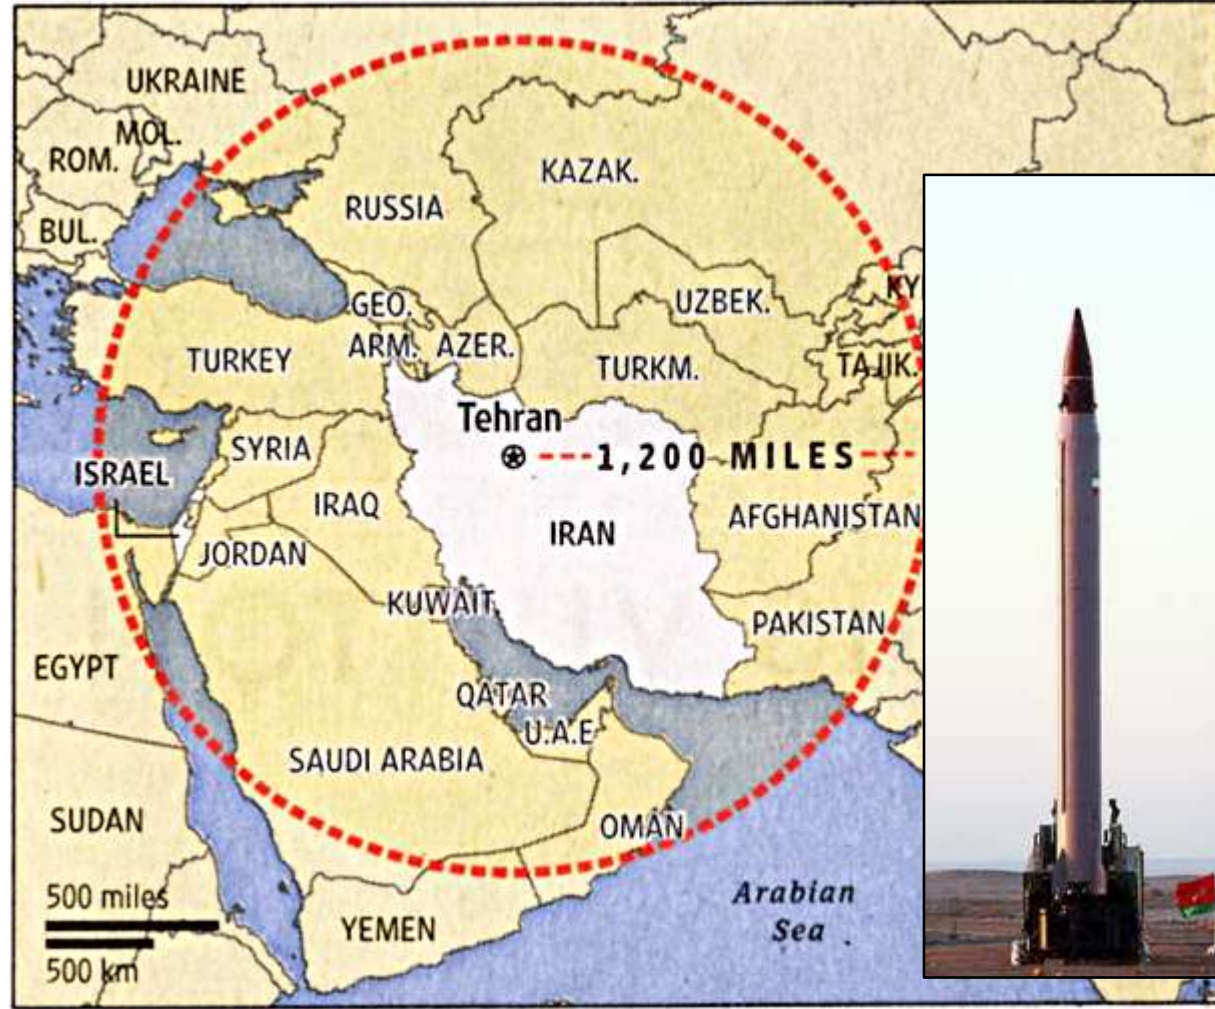 UKRAINE
MOL.
ROM.
KAZAK.
RUSSIA
BUL.
KY
GEO.
UZBEK.
ARM. AZER.
TURKEY
TURKM.
TAJIK.
Tehran
SYRIA
1,200 MILES
ISRAEL
IRAQ
AFGHANISTAN
IRAN
JORDAN
KUWAIT
PAKISTAN
EGYPT
QATAR
U.A.E
SAUDI ARABIA
SUDAN
OMAN
500 miles
Arabian
Sea
YEMEN
500 km